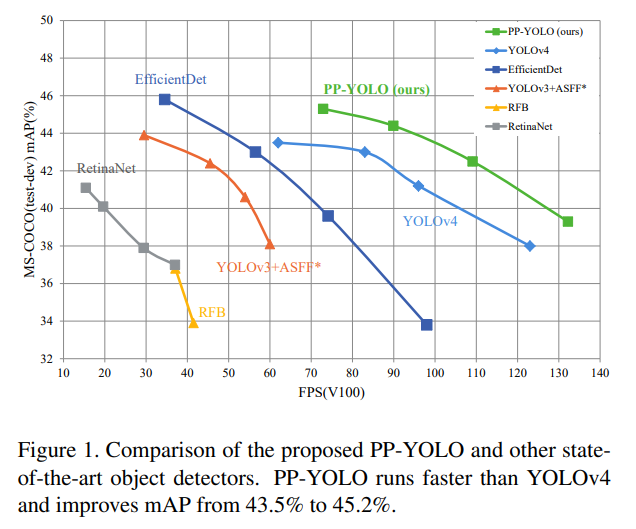 50
48
46
44
42
40
38
36
34
32
MS-COCO(test-dev) mAP(%)
10 20 30 40 50 60 70 80 90 100 110 120 130 140
FPS(V100)
PP-YOLO (ours)
YOLOv4
EfficientDet
YOLOv3+ASFF*
RFB
RetinaNet
EfficientDet
PP-YOLO (ours)
RetinaNet
YOLOv4
YOLOv3+ASFF*
RFB
Figure 1. Comparison of the proposed PP-YOLO and other state-
of-the-art object detectors. PP-YOLO runs faster than YOLOv4
and improves mAP from 43.5% to 45.2%.